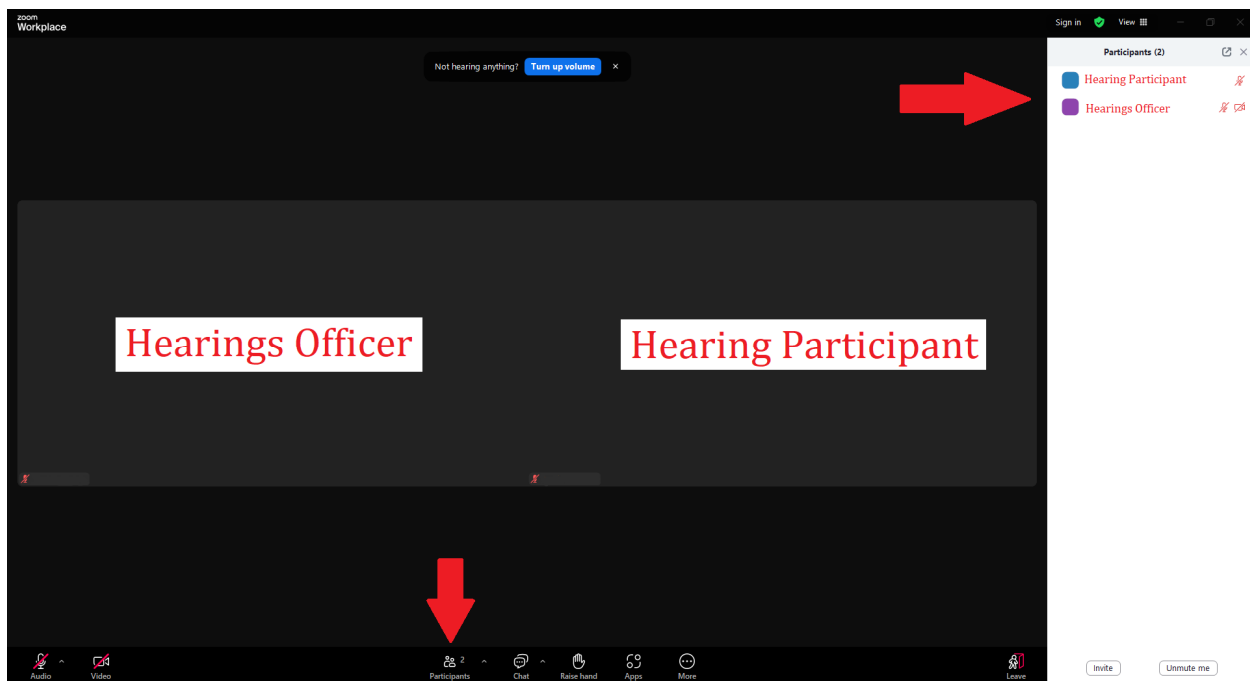 zoom
Workplace
Sign in
View
Participants (2)
Not hearing anything? Turn up volume ×
Hearing Participant
Hearings Officer
Hearings Officer
Hearing Participant
Audio
Video
2
Participants
Chat
Raise hand
Apps
More
Leave
Invite
Unmute me